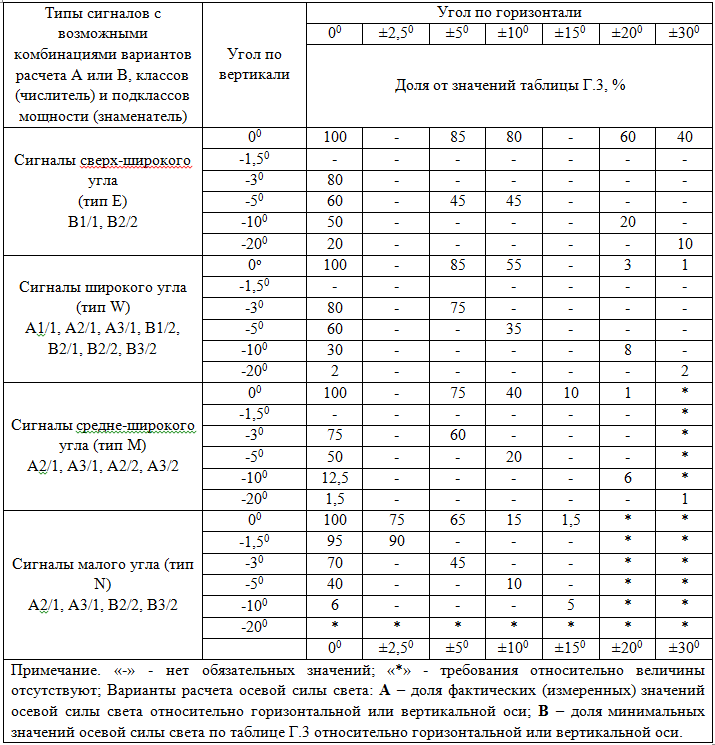 Типы сигналов с
возможными
комбинациями вариантов
расчета А или В, классов
(числитель) и подклассов
мощности (знаменатель)
Угол по
вертикали
Угол по горизонтали
0⁰ ±2,5⁰ ±5⁰ ±10⁰ ±15⁰ ±20⁰ ±30⁰
Доля от значений таблицы Г.3, %
Сигналы сверх-широкого
угла
(тип Е)
В1/1, В2/2
0⁰ 100 - 85 80 - 60 40
-1,5⁰ - - - - - - -
-3⁰ 80 - - - - - -
-5⁰ 60 - 45 45 - - -
-10⁰ 50 - - - - 20 -
-20⁰ 20 - - - - - 10
Сигналы широкого угла
(тип W)
А1/1, А2/1, А3/1, В1/2,
В2/1, В2/2, В3/2
0º 100 - 85 55 - 3 1
-1,5⁰ - - - - - - -
-3⁰ 80 - 75 - - - -
-5⁰ 60 - - 35 - - -
-10⁰ 30 - - - - 8 -
-20⁰ 2 - - - - - 2
Сигналы средне-широкого
угла (тип М)
А2/1, А3/1, А2/2, А3/2
0⁰ 100 - 75 40 10 1 *
-1,5⁰ - - - - - - *
-3⁰ 75 - 60 - - - *
-5⁰ 50 - - 20 - - *
-10⁰ 12,5 - - - - 6 *
-20⁰ 1,5 - - - - - 1
Сигналы малого угла (тип
N)
А2/1, А3/1, В2/2, В3/2
0⁰ 100 75 65 15 1,5 * *
-1,5⁰ 95 90 - - - * *
-3⁰ 70 - 45 - - * *
-5⁰ 40 - - 10 - * *
-10⁰ 6 - - - 5 * *
-20⁰ * * * * * * *
0⁰ ±2,5⁰ ±5⁰ ±10⁰ ±15⁰ ±20⁰ ±30⁰
Примечание. «-» - нет обязательных значений; «*» - требования относительно величины
отсутствуют; Варианты расчета осевой силы света: А – доля фактических (измеренных) значений
осевой силы света относительно горизонтальной или вертикальной оси; В – доля минимальных
значений осевой силы света по таблице Г.3 относительно горизонтальной или вертикальной оси.